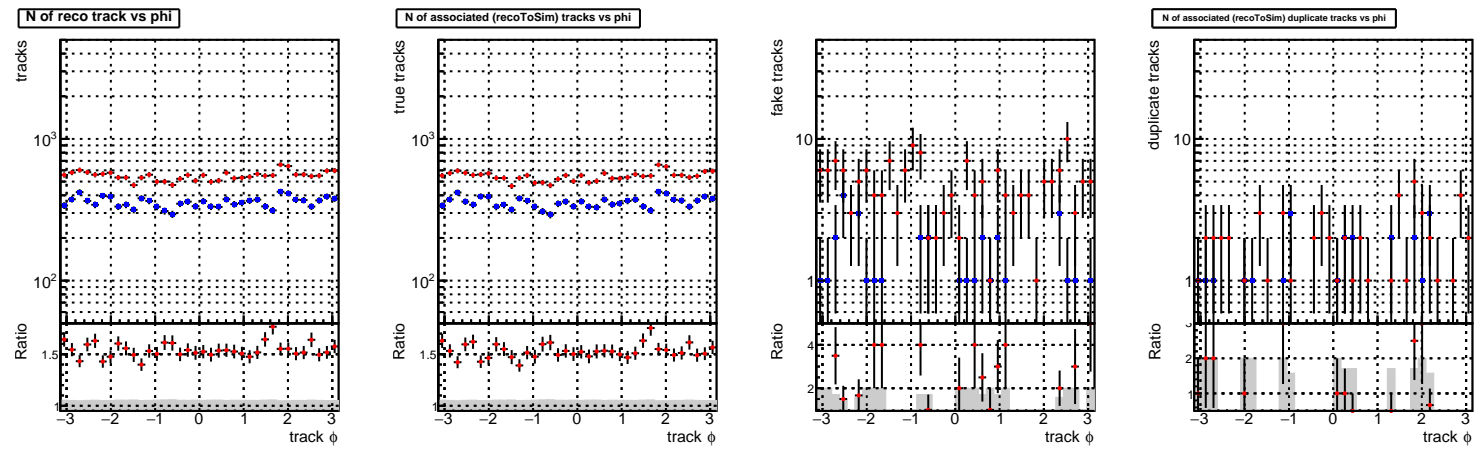 N of reco track vs phi
tracks
10³
10²
Ratio
1.5
1
−3 −2 −1 0 1 2 3
track ϕ
N of associated (recoToSim) tracks vs phi
true tracks
10³
10²
Ratio
1.5
1
−3 −2 −1 0 1 2 3
track ϕ
fake tracks
10
1
Ratio
4
2
−3 −2 −1 0 1 2 3
track ϕ
N of associated (recoToSim) duplicate tracks vs phi
duplicate tracks
10
1
Ratio
3
2
1
−3 −2 −1 0 1 2 3
track ϕ